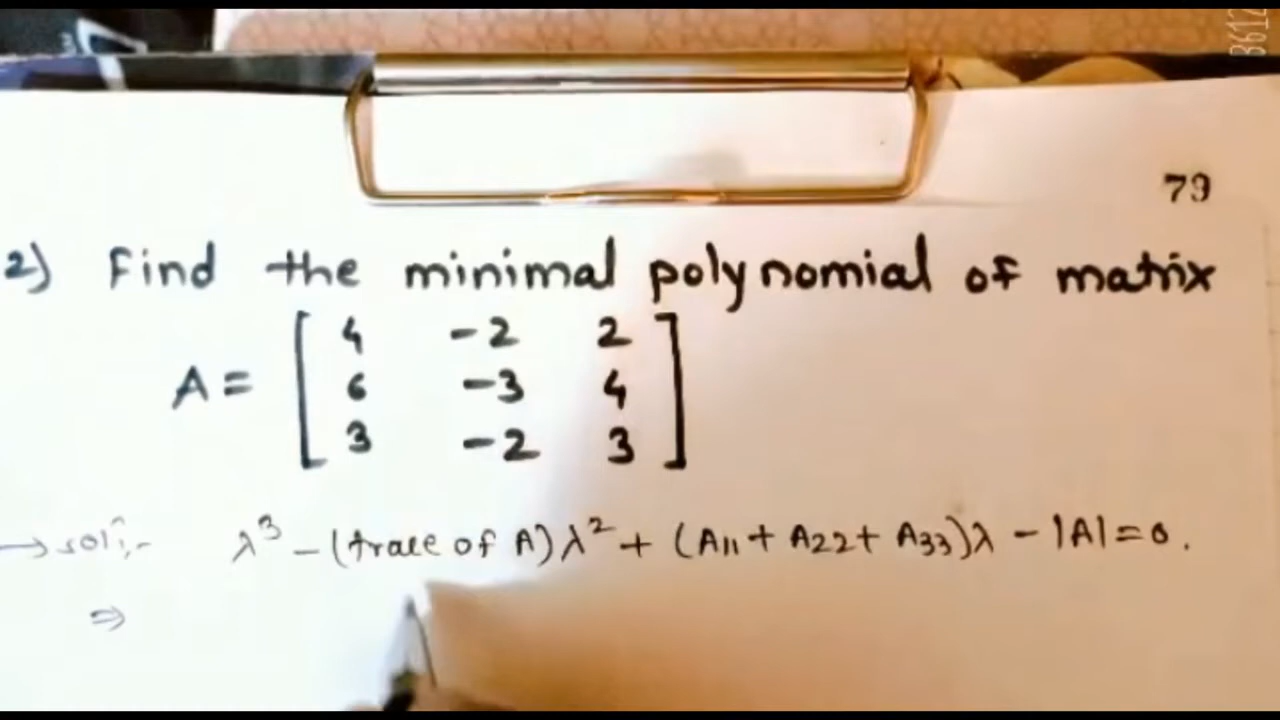 79
2) Find the minimal polynomial of matrix
A = [ 4 -2 2
6 -3 4
3 -2 3 ]
→ soln:- λ³ - (trace of A)λ² + (A11 + A22 + A33)λ - |A| = 0.
⇒